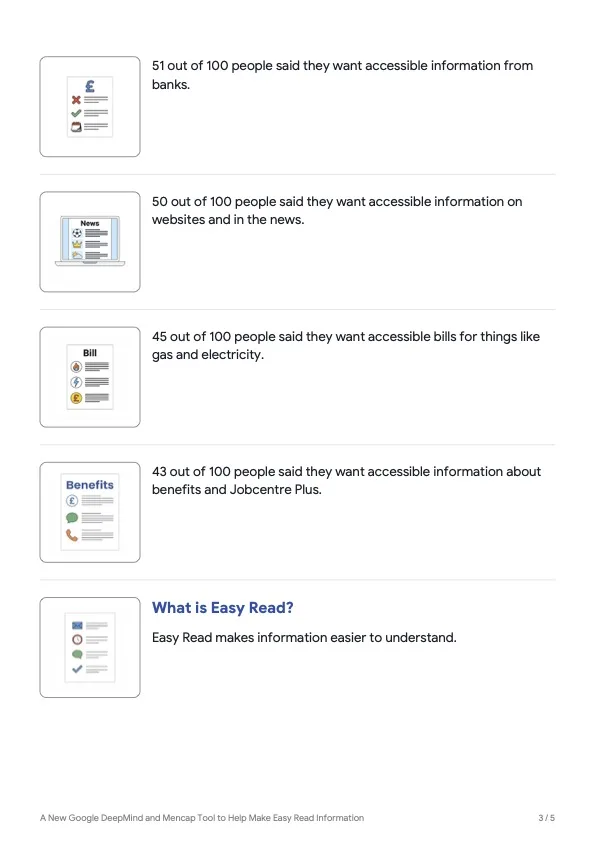 £
51 out of 100 people said they want accessible information from
banks.
News
50 out of 100 people said they want accessible information on
websites and in the news.
Bill
£
45 out of 100 people said they want accessible bills for things like
gas and electricity.
Benefits
£
43 out of 100 people said they want accessible information about
benefits and Jobcentre Plus.
What is Easy Read?
Easy Read makes information easier to understand.
A New Google DeepMind and Mencap Tool to Help Make Easy Read Information
3 / 5